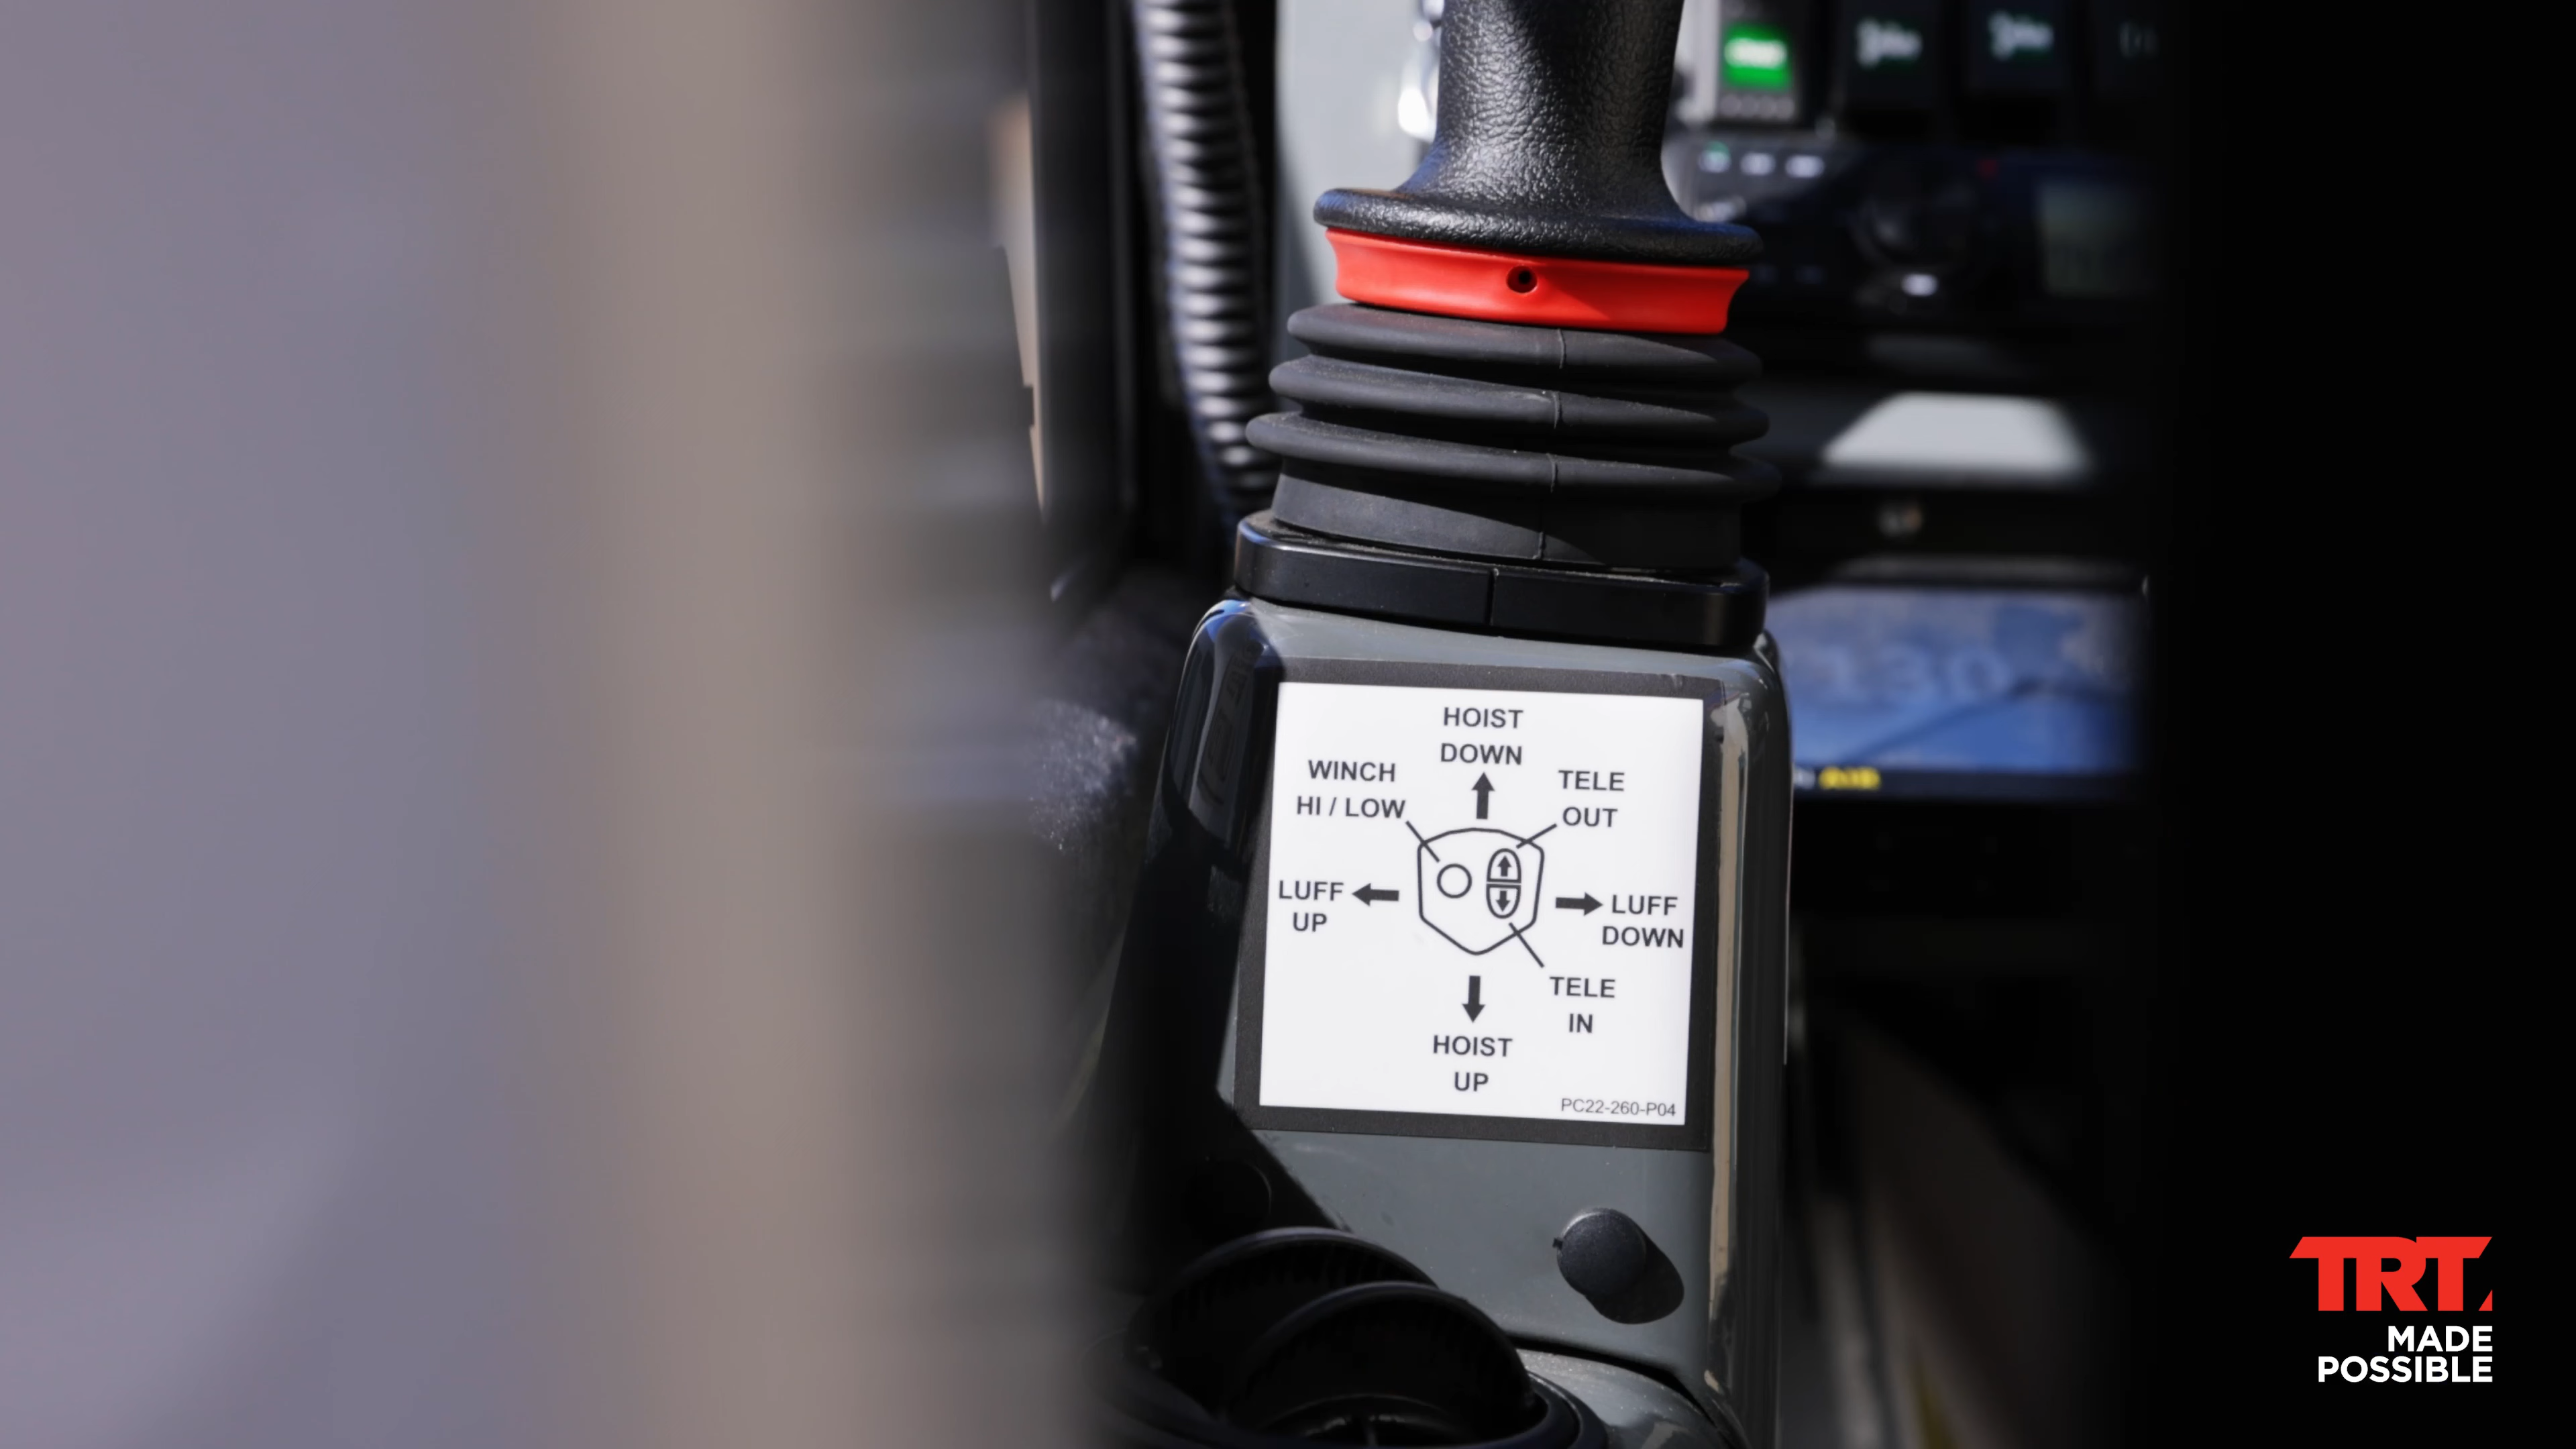 HOIST
DOWN
WINCH
HI / LOW
TELE
OUT
LUFF
UP
LUFF
DOWN
TELE
IN
HOIST
UP
PC22-260-P04
130
TRT
MADE
POSSIBLE